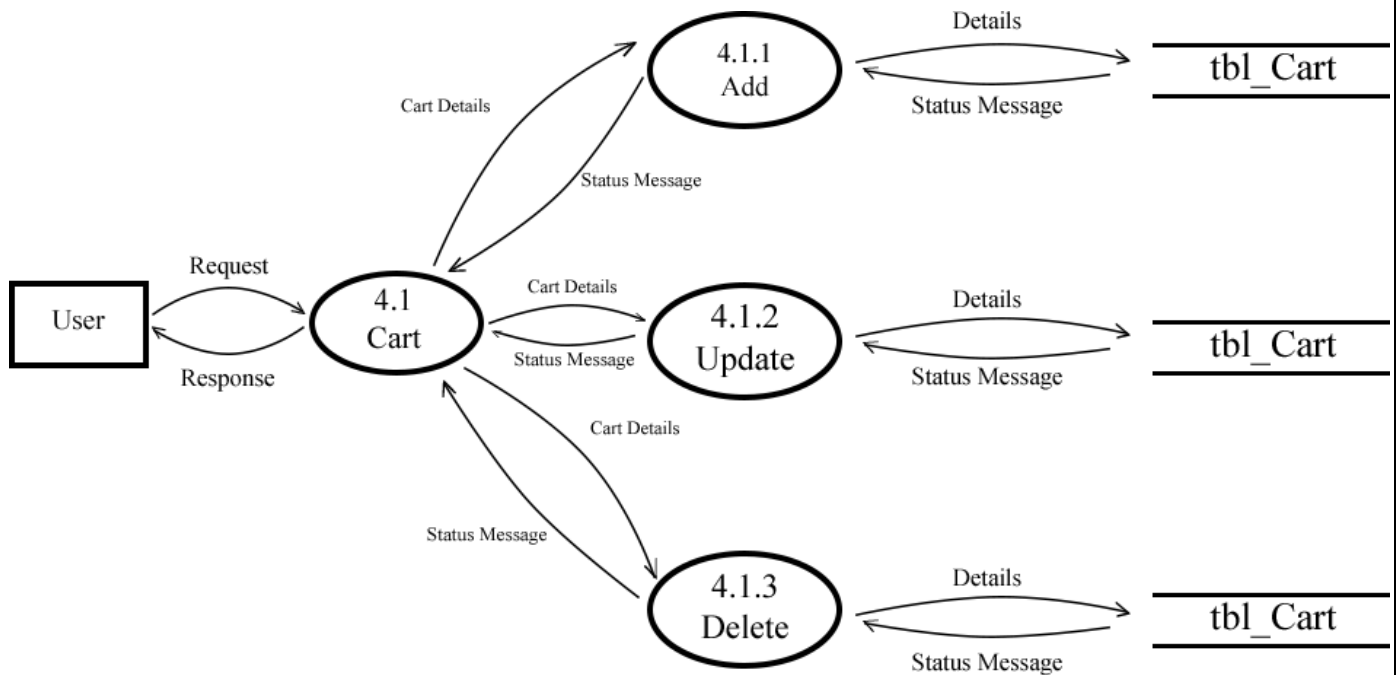 Details
4.1.1
Add
tbl_Cart
Cart Details
Status Message
Status Message
Request
User
4.1
Cart
Response
Cart Details
Status Message
4.1.2
Update
Details
Status Message
tbl_Cart
Cart Details
Status Message
4.1.3
Delete
Details
Status Message
tbl_Cart